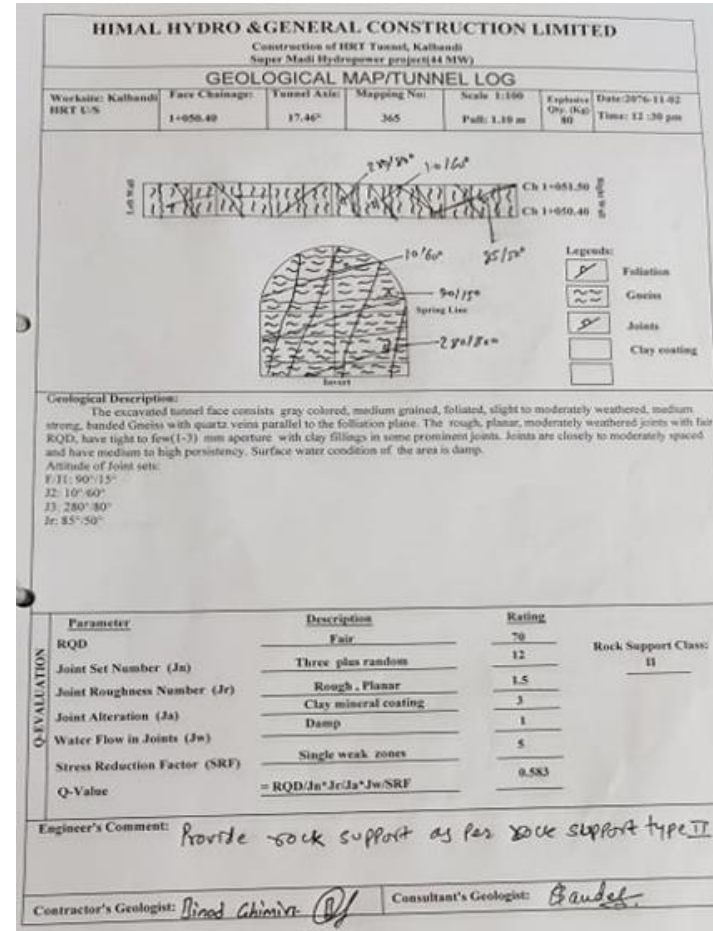 HIMAL HYDRO &GENERAL CONSTRUCTION LIMITED
Construction of HRT Tunnel, Kalbandi
Super Madi Hydropower project(44 MW)
GEOLOGICAL MAP/TUNNEL LOG
Worksite: Kalbandi HRT U/S
Face Chainage: 1+050.40
Tunnel Axis: 17.46°
Mapping No: 365
Scale 1:100
Pull: 1.10 m
Explosive Qty. (Kg) 80
Date:2076-11-02
Time: 12 :30 pm
280/80° 10/60°
Left Wall
Ch 1+051.50
Ch 1+050.40
Right Wall
10/60° 85/50°
90/15°
Spring Line
280/80°
Invert
Legends:
Foliation
Gneiss
Joints
Clay coating
Geological Description:
The excavated tunnel face consists gray colored, medium grained, foliated, slight to moderately weathered, medium
strong, banded Gneiss with quartz veins parallel to the folliation plane. The rough, planar, moderately weathered joints with fair
RQD, have tight to few(1-3) mm aperture with clay fillings in some prominent joints. Joints are closely to moderately spaced
and have medium to high persistency. Surface water condition of the area is damp.
Attitude of Joint sets:
F/J1: 90°/15°
J2: 10°/60°
J3: 280°/80°
Jr: 85°/50°
Q-EVALUATION
Parameter Description Rating
RQD Fair 70
Joint Set Number (Jn) Three plus random 12
Joint Roughness Number (Jr) Rough , Planar 1.5
Joint Alteration (Ja) Clay mineral coating 3
Water Flow in Joints (Jw) Damp 1
Stress Reduction Factor (SRF) Single weak zones 5
Q-Value = RQD/Jn*Jr/Ja*Jw/SRF 0.583
Rock Support Class:
II
Engineer's Comment: Provide rock support as per rock support type II
Contractor's Geologist: Binod Ghimire
Consultant's Geologist: